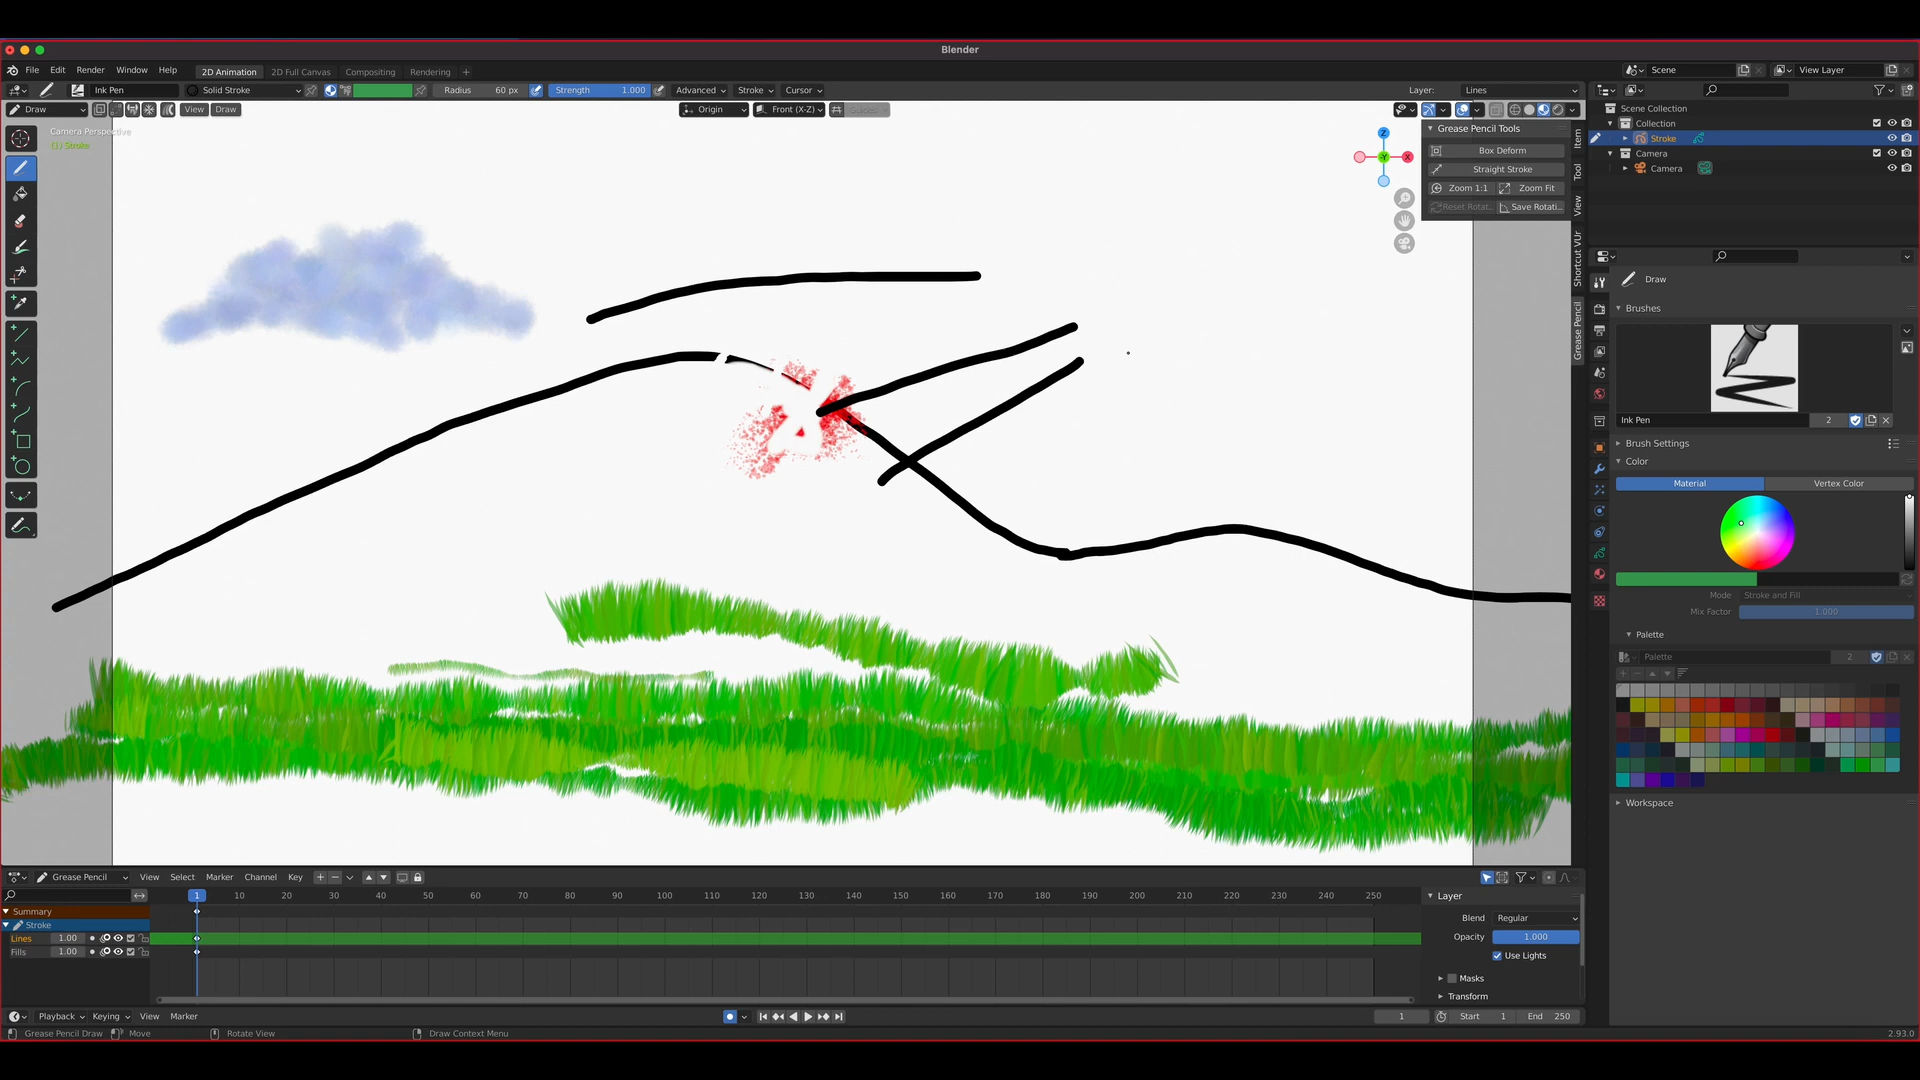 Blender
File Edit Render Window Help 2D Animation 2D Full Canvas Compositing Rendering + Scene View Layer
Ink Pen Solid Stroke Radius 60 px Strength 1.000 Advanced Stroke Cursor Layer: Lines
Draw View Draw Origin Front (X-Z) Guides
Camera Perspective
(1) Stroke
Z
-Y X
Grease Pencil Tools
Box Deform
Straight Stroke
Zoom 1:1 Zoom Fit
Reset Rotat... Save Rotati...
Item
Tool
View
Shortcut VUr
Grease Pencil
Scene Collection
Collection
Stroke
Camera
Camera
Draw
Brushes
Ink Pen 2
Brush Settings
Color
Material Vertex Color
Mode Stroke and Fill
Mix Factor 1.000
Palette
Palette 2
Workspace
Grease Pencil View Select Marker Channel Key
1 10 20 30 40 50 60 70 80 90 100 110 120 130 140 150 160 170 180 190 200 210 220 230 240 250
Summary
Stroke
Lines 1.00
Fills 1.00
Layer
Blend Regular
Opacity 1.000
Use Lights
Masks
Transform
Playback Keying View Marker 1 Start 1 End 250
Grease Pencil Draw Move Rotate View Draw Context Menu 2.93.0